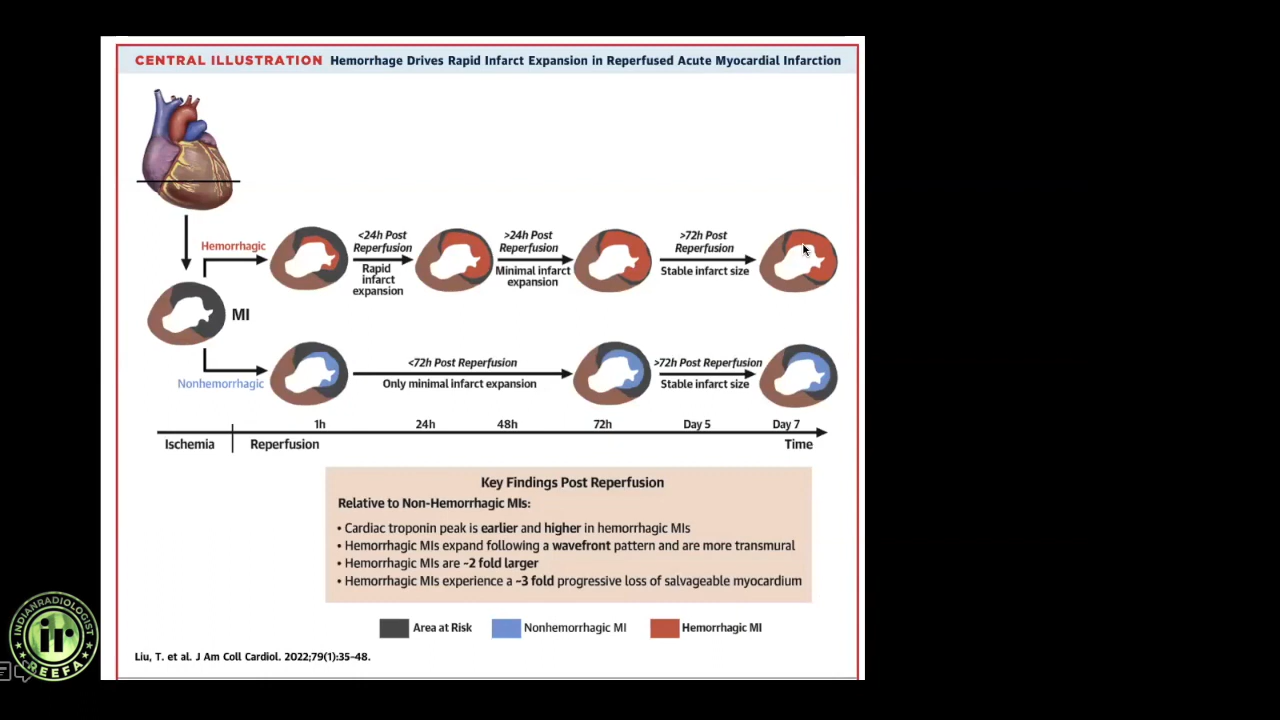 CENTRAL ILLUSTRATION Hemorrhage Drives Rapid Infarct Expansion in Reperfused Acute Myocardial Infarction
Hemorrhagic
<24h Post
Reperfusion
Rapid
infarct
expansion
>24h Post
Reperfusion
Minimal infarct
expansion
>72h Post
Reperfusion
Stable infarct size
MI
Nonhemorrhagic
<72h Post Reperfusion
Only minimal infarct expansion
>72h Post Reperfusion
Stable infarct size
1h 24h 48h 72h Day 5 Day 7
Ischemia Reperfusion Time
Key Findings Post Reperfusion
Relative to Non-Hemorrhagic MIs:
• Cardiac troponin peak is earlier and higher in hemorrhagic MIs
• Hemorrhagic MIs expand following a wavefront pattern and are more transmural
• Hemorrhagic MIs are ~2 fold larger
• Hemorrhagic MIs experience a ~3 fold progressive loss of salvageable myocardium
Area at Risk Nonhemorrhagic MI Hemorrhagic MI
Liu, T. et al. J Am Coll Cardiol. 2022;79(1):35–48.
INDIANRADIOLOGIST
ir
REEFA